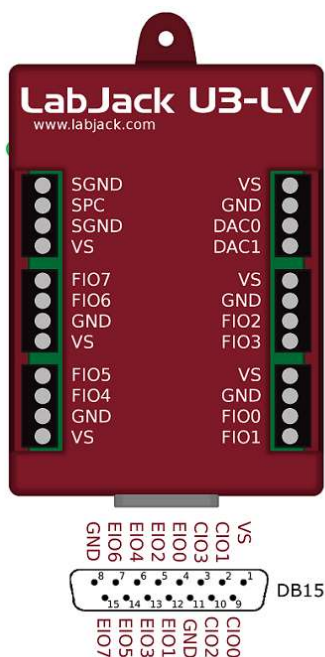 LabJack U3-LV
www.labjack.com
SGND VS
SPC GND
SGND DAC0
VS DAC1
FIO7 VS
FIO6 GND
GND FIO2
VS FIO3
FIO5 VS
FIO4 GND
GND FIO0
VS FIO1
GND EIO6 EIO4 EIO2 EIO0 CIO3 CIO1 VS
8 7 6 5 4 3 2 1
DB15
15 14 13 12 11 10 9
EIO7 EIO5 EIO3 EIO1 GND CIO2 CIO0